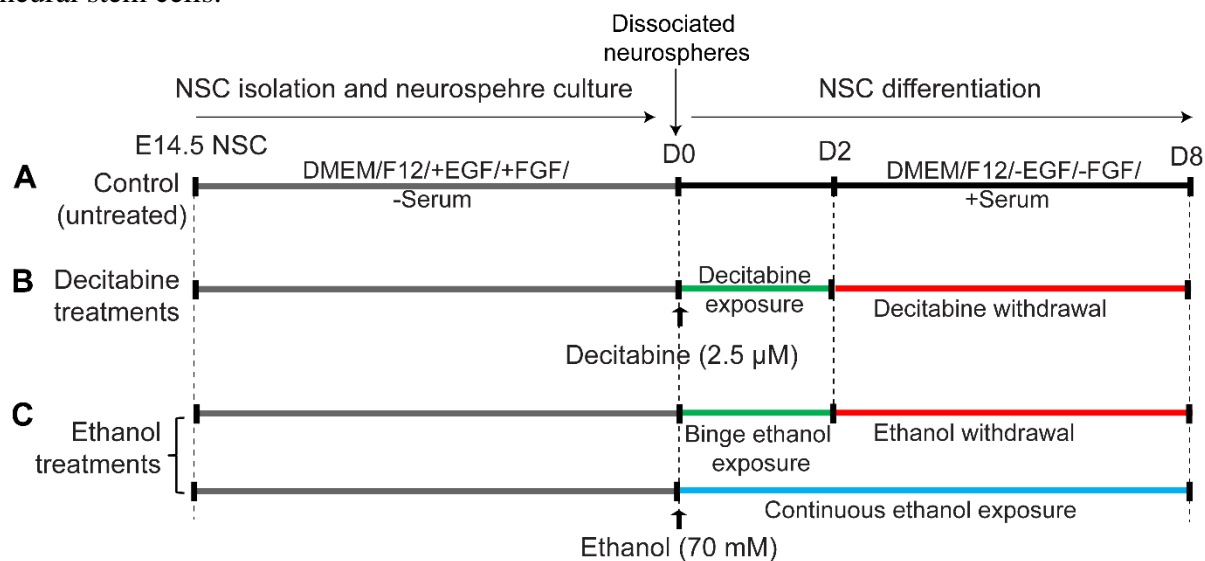 neural stem cells.
Dissociated
neurospheres
NSC isolation and neurospehre culture
NSC differentiation
E14.5 NSC
D0
D2
D8
A
Control
(untreated)
DMEM/F12/+EGF/+FGF/
-Serum
DMEM/F12/-EGF/-FGF/
+Serum
B
Decitabine
treatments
Decitabine
exposure
Decitabine withdrawal
Decitabine (2.5 μM)
C
Ethanol
treatments
Binge ethanol
exposure
Ethanol withdrawal
Continuous ethanol exposure
Ethanol (70 mM)